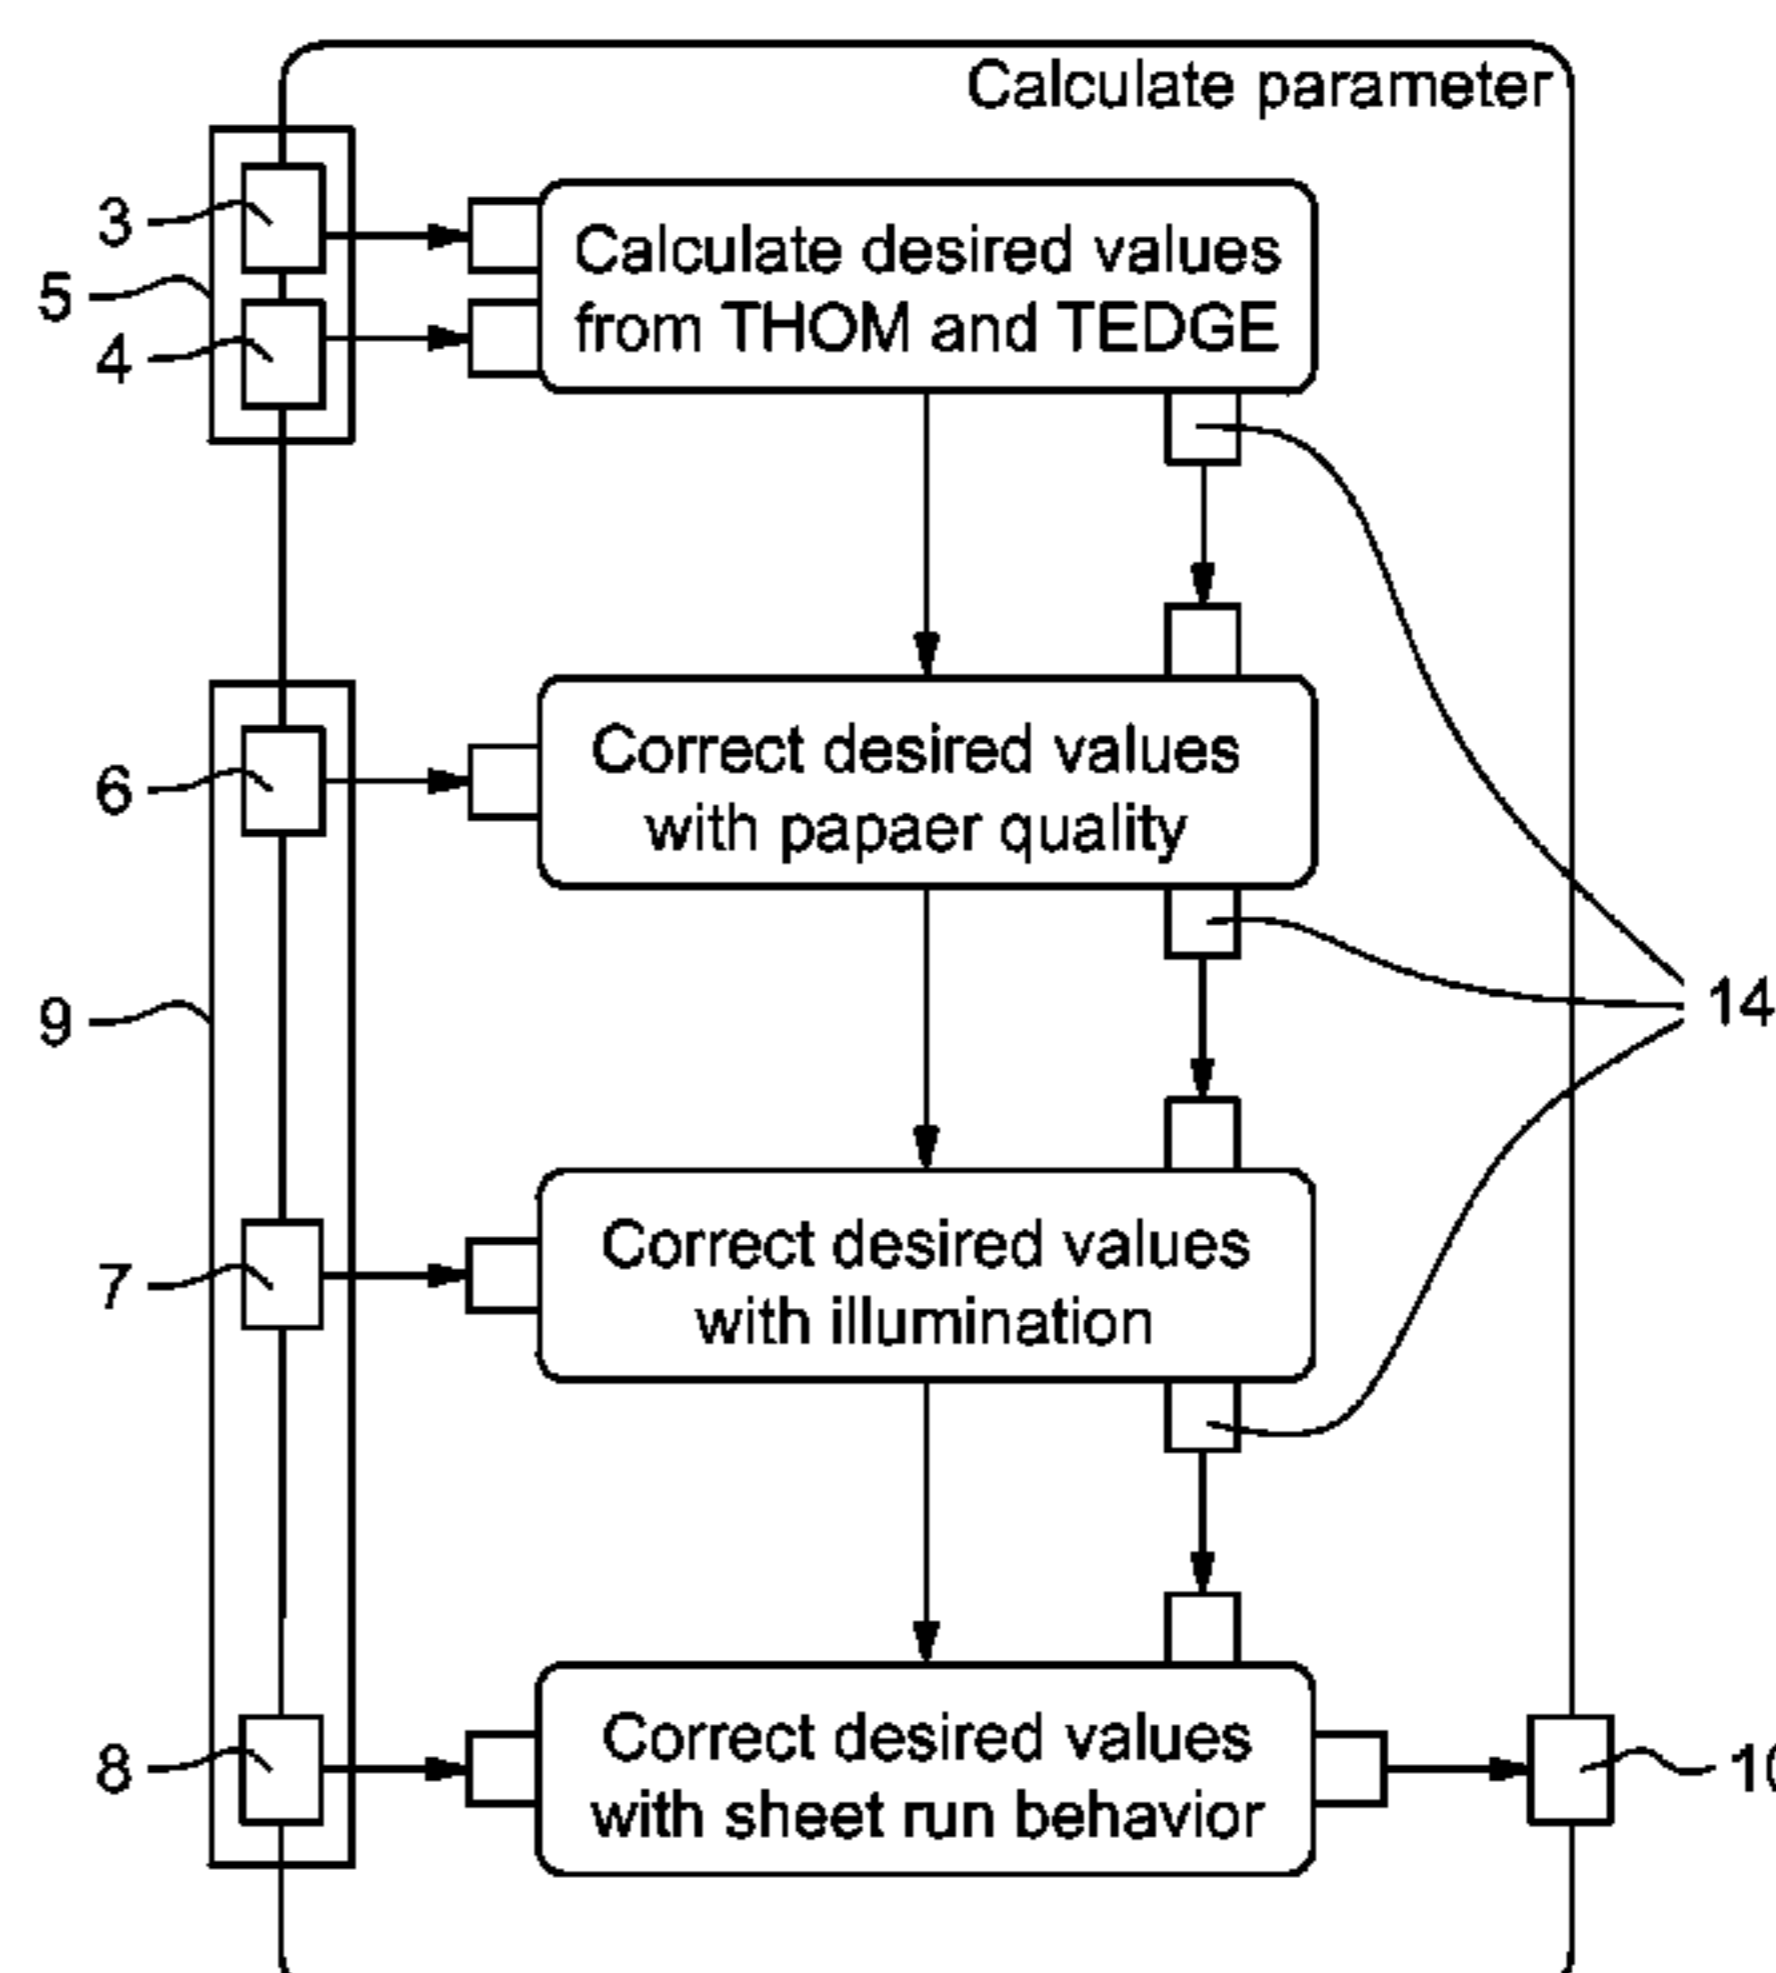 Calculate parameter
3
5
4
Calculate desired values
from THOM and TEDGE
6
Correct desired values
with papaer quality
9
14
7
Correct desired values
with illumination
8
Correct desired values
with sheet run behavior